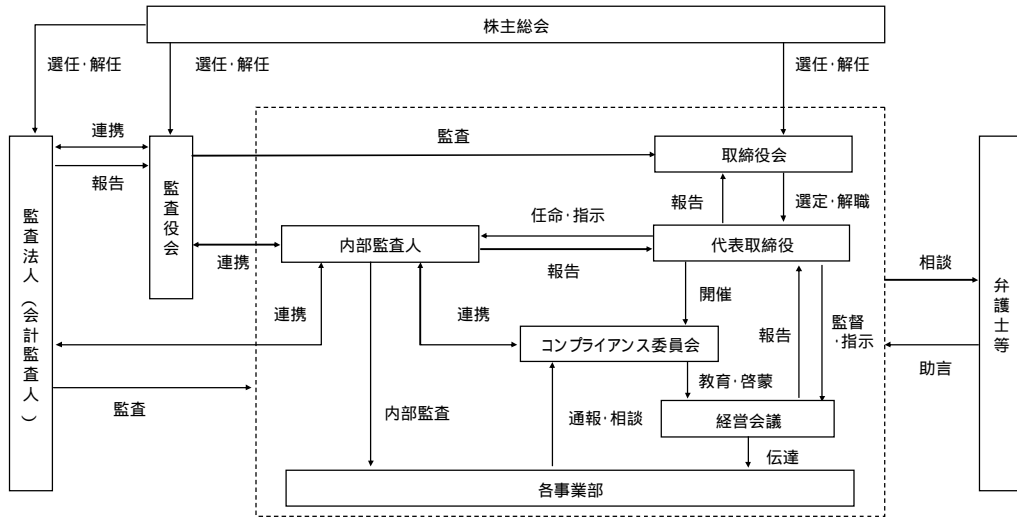 株主総会
選任･解任
選任･解任
選任･解任
連携
報告
監査
取締役会
監査役会
監査法人（会計監査人）
報告
選定･解職
任命･指示
内部監査人
代表取締役
連携
報告
開催
相談
弁護士等
連携
連携
コンプライアンス委員会
報告
監督
･指示
助言
教育･啓蒙
監査
内部監査
通報･相談
経営会議
伝達
各事業部